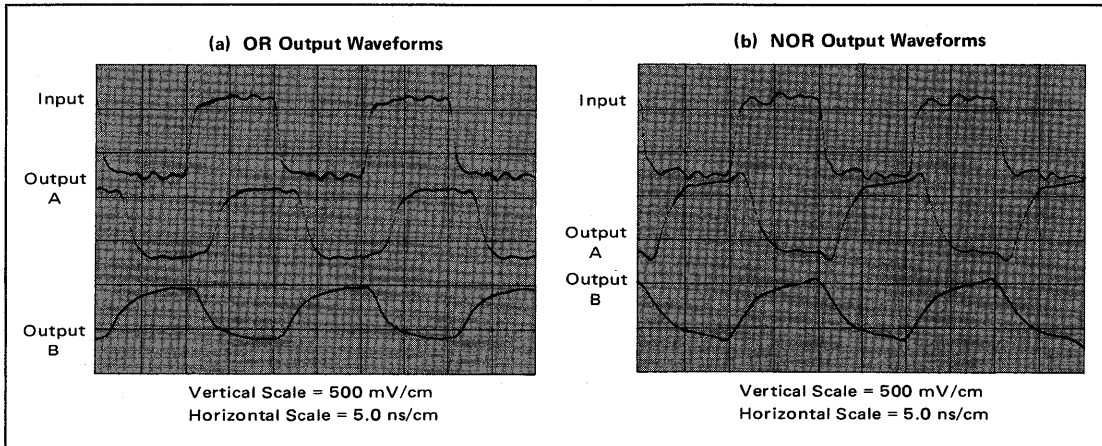 (a) OR Output Waveforms
Input
Output
A
Output
B
Vertical Scale = 500 mV/cm
Horizontal Scale = 5.0 ns/cm
(b) NOR Output Waveforms
Input
Output
A
Output
B
Vertical Scale = 500 mV/cm
Horizontal Scale = 5.0 ns/cm